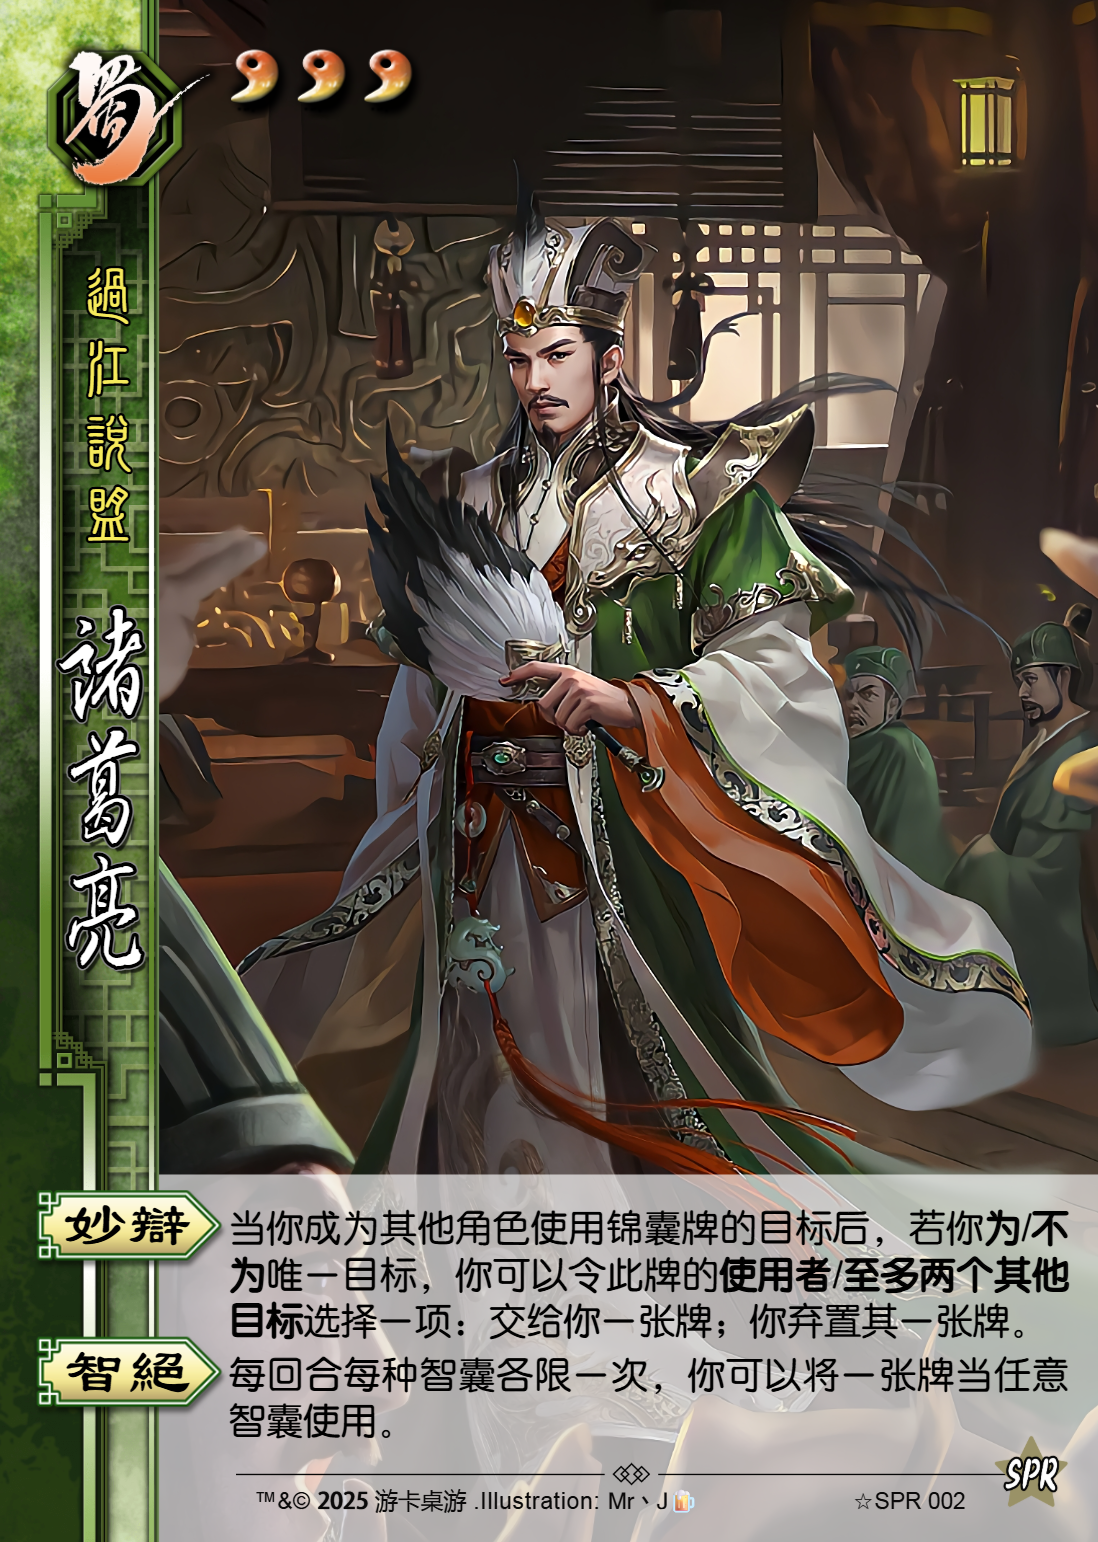 蜀
過江說盟
諸葛亮
妙辯
当你成为其他角色使用锦囊牌的目标后，若你为/不
为唯一目标，你可以令此牌的使用者/至多两个其他
目标选择一项：交给你一张牌；你弃置其一张牌。
智絕
每回合每种智囊各限一次，你可以将一张牌当任意
智囊使用。
SPR
™&© 2025 游卡桌游 .Illustration: Mr丶J🍺
☆SPR 002